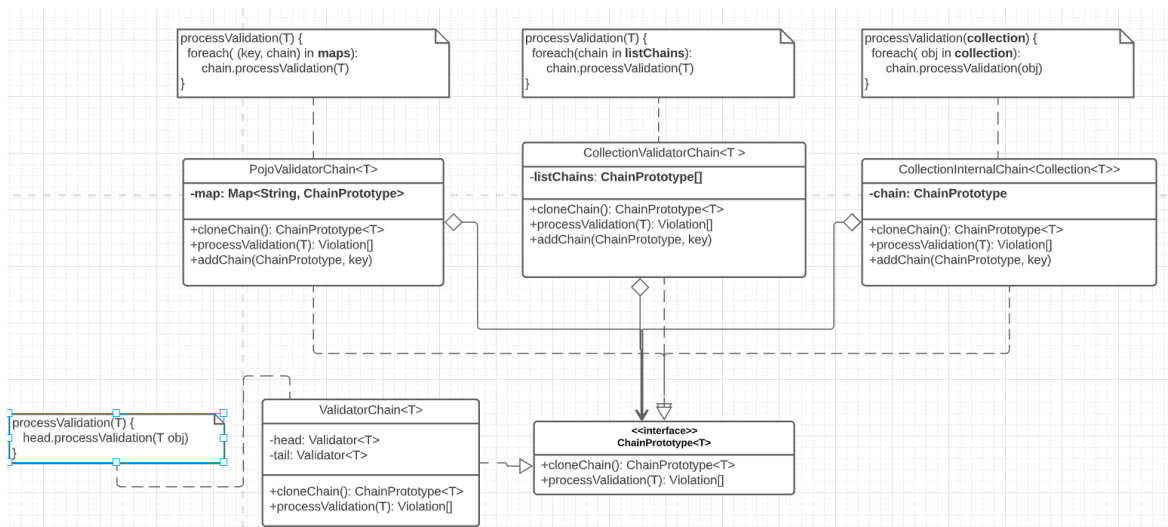 processValidation(T) {
foreach( (key, chain) in maps):
chain.processValidation(T)
}
processValidation(T) {
foreach(chain in listChains):
chain.processValidation(T)
}
processValidation(collection) {
foreach( obj in collection):
chain.processValidation(obj)
}
PojoValidatorChain<T>
-map: Map<String, ChainPrototype>
+cloneChain(): ChainPrototype<T>
+processValidation(T): Violation[]
+addChain(ChainPrototype, key)
CollectionValidatorChain<T >
-listChains: ChainPrototype[]
+cloneChain(): ChainPrototype<T>
+processValidation(T): Violation[]
+addChain(ChainPrototype, key)
CollectionInternalChain<Collection<T>>
-chain: ChainPrototype
+cloneChain(): ChainPrototype<T>
+processValidation(T): Violation[]
+addChain(ChainPrototype, key)
processValidation(T) {
head.processValidation(T obj)
}
ValidatorChain<T>
-head: Validator<T>
-tail: Validator<T>
+cloneChain(): ChainPrototype<T>
+processValidation(T): Violation[]
<<interface>>
ChainPrototype<T>
+cloneChain(): ChainPrototype<T>
+processValidation(T): Violation[]